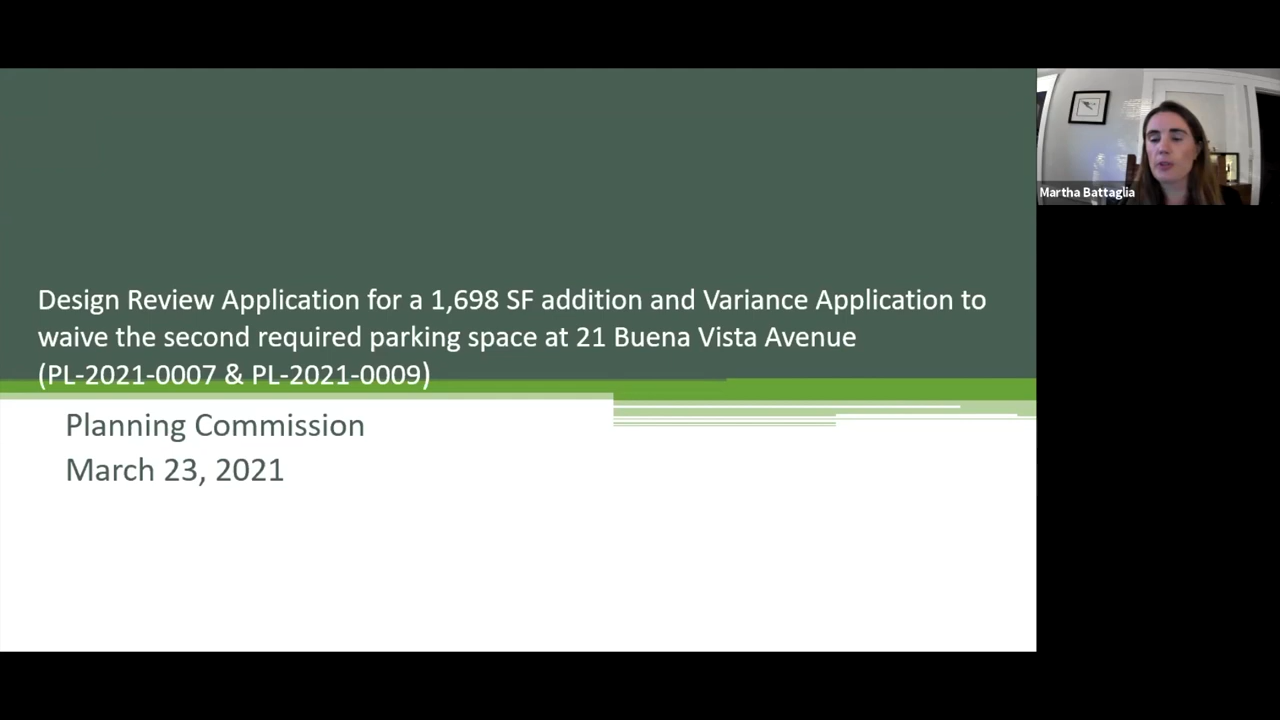 Design Review Application for a 1,698 SF addition and Variance Application to
waive the second required parking space at 21 Buena Vista Avenue
(PL-2021-0007 & PL-2021-0009)
Planning Commission
March 23, 2021
Martha Battaglia